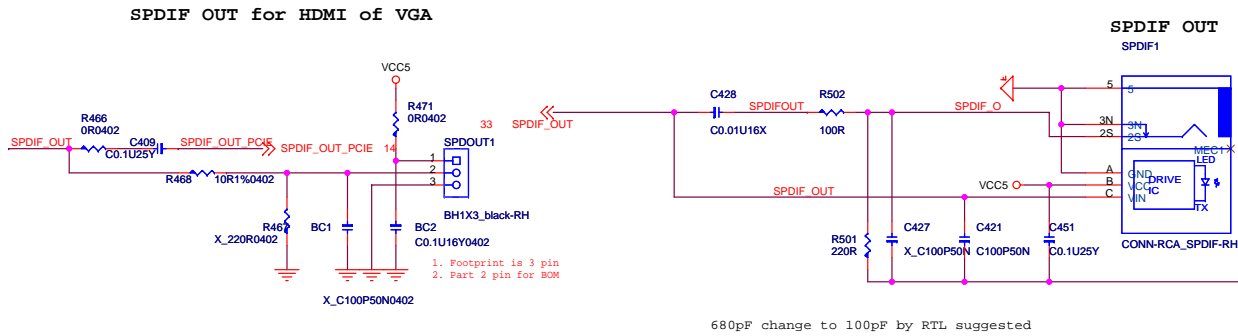 SPDIF OUT for HDMI of VGA
SPDIF OUT
SPDIF1
VCC5
R471
0R0402
R466
0R0402
C409
C0.1U25Y
SPDIF_OUT
SPDIF_OUT_PCIE
SPDIF_OUT_PCIE
14
33
SPDIF_OUT
SPDOUT1
1
2
3
R468
10R1%0402
BH1X3_black-RH
R467
X_220R0402
BC1
BC2
C0.1U16Y0402
X_C100P50N0402
1. Footprint is 3 pin
2. Part 2 pin for BOM
C428
C0.01U16X
SPDIFOUT
R502
100R
SPDIF_O
5
5
3N
3N
2S
2S
MEC1
LED
A
GND
B
VCC
C
VIN
DRIVE
IC
TX
VCC5
SPDIF_OUT
R501
220R
C427
X_C100P50N
C421
C100P50N
C451
C0.1U25Y
CONN-RCA_SPDIF-RH
680pF change to 100pF by RTL suggested